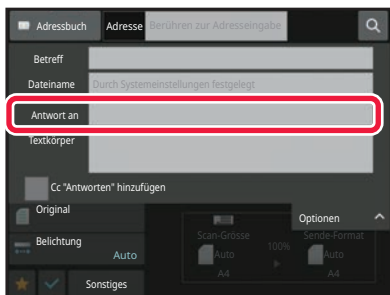 Adressbuch Adresse Berühren zur Adresseingabe
Betreff
Dateiname Durch Systemeinstellungen festgelegt
Antwort an
Textkörper
Cc "Antworten" hinzufügen
Original
Optionen
Belichtung
Auto
Scan-Grösse
Auto
A4
100%
Sende-Format
Auto
A4
Sonstiges